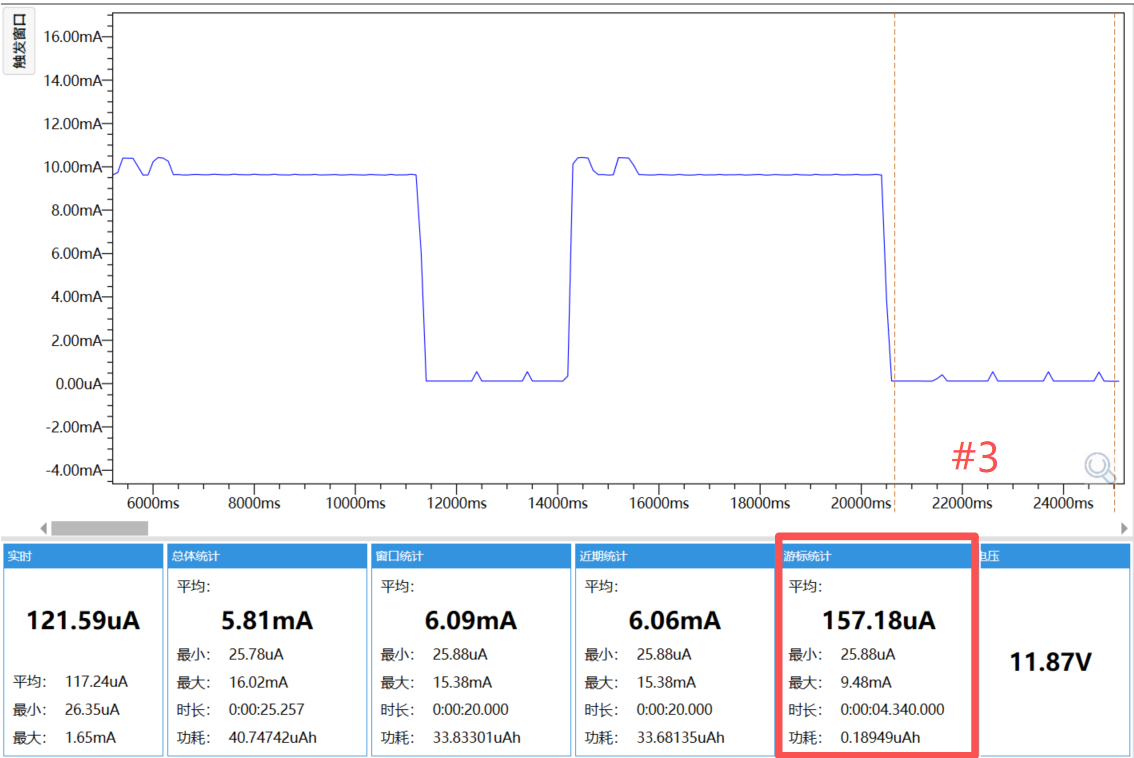 触发窗口
16.00mA
14.00mA
12.00mA
10.00mA
8.00mA
6.00mA
4.00mA
2.00mA
0.00uA
-2.00mA
-4.00mA
#3
6000ms 8000ms 10000ms 12000ms 14000ms 16000ms 18000ms 20000ms 22000ms 24000ms
实时
121.59uA
平均: 117.24uA
最小: 26.35uA
最大: 1.65mA
总体统计
平均:
5.81mA
最小: 25.78uA
最大: 16.02mA
时长: 0:00:25.257
功耗: 40.74742uAh
窗口统计
平均:
6.09mA
最小: 25.88uA
最大: 15.38mA
时长: 0:00:20.000
功耗: 33.83301uAh
近期统计
平均:
6.06mA
最小: 25.88uA
最大: 15.38mA
时长: 0:00:20.000
功耗: 33.68135uAh
游标统计
平均:
157.18uA
最小: 25.88uA
最大: 9.48mA
时长: 0:00:04.340.000
功耗: 0.18949uAh
电压
11.87V